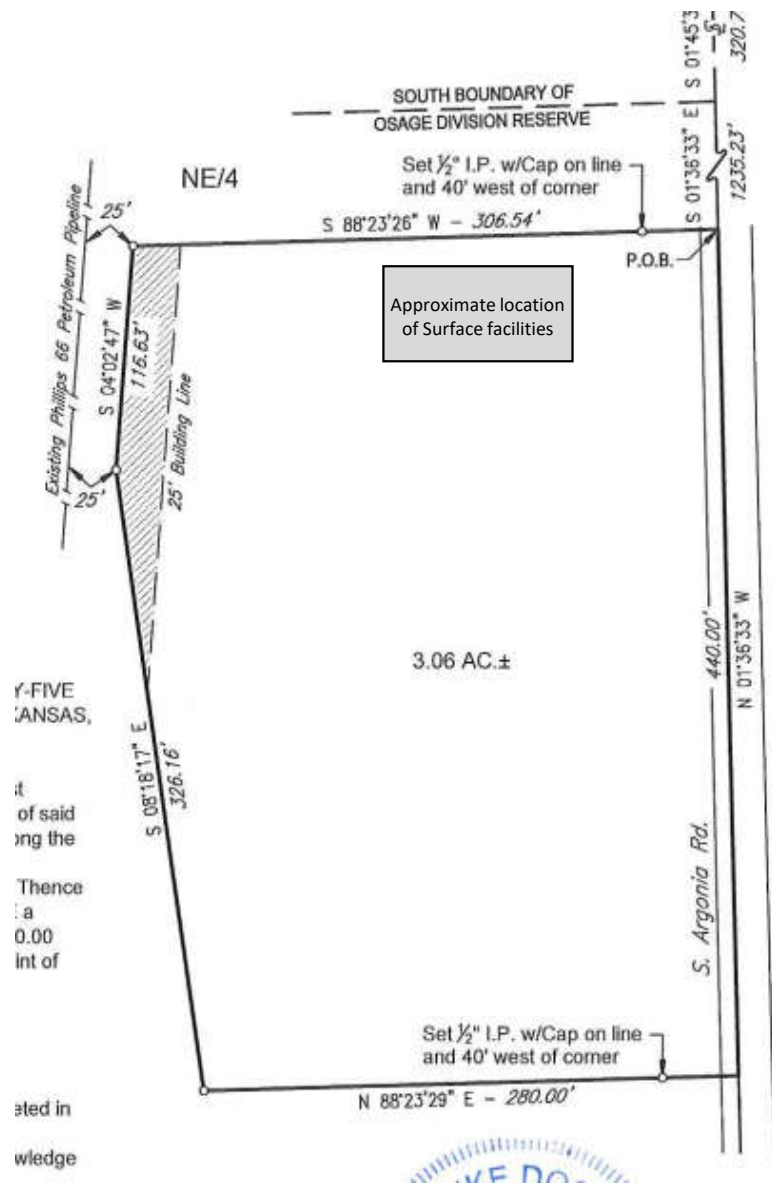 S 01°45'3
320.7
SOUTH BOUNDARY OF
OSAGE DIVISION RESERVE
S 01°36'33" E
1235.23'
NE/4
Set ½" I.P. w/Cap on line
and 40' west of corner
25'
S 88°23'26" W - 306.54'
P.O.B.
Existing Phillips 66 Petroleum Pipeline
S 04°02'47" W
116.63'
25' Building Line
Approximate location
of Surface facilities
25'
3.06 AC.±
440.00'
N 01°36'33" W
Y-FIVE
KANSAS,
S 08°18'17" E
326.16'
st
of said
ong the
Thence
a
0.00
int of
S. Argonia Rd.
Set ½" I.P. w/Cap on line
and 40' west of corner
N 88°23'29" E - 280.00'
eted in
wledge